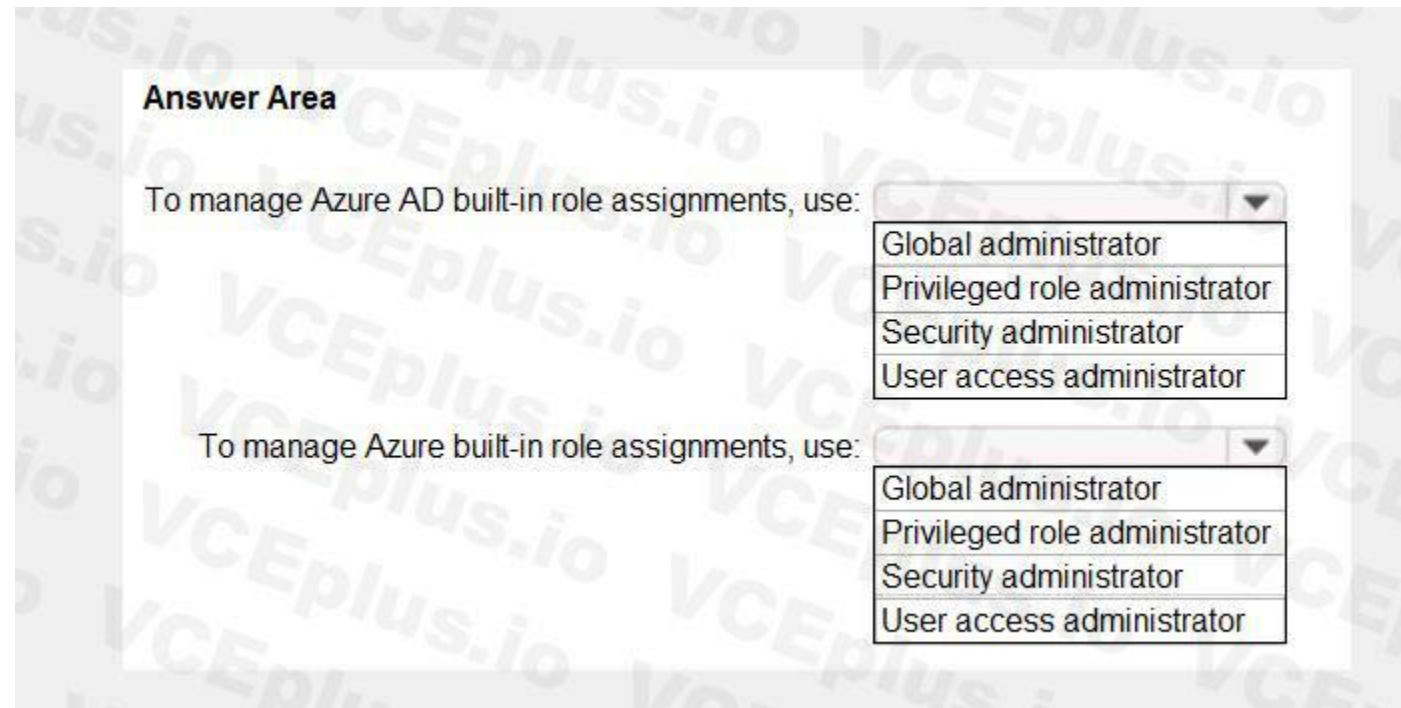 Answer Area
To manage Azure AD built-in role assignments, use:
Global administrator
Privileged role administrator
Security administrator
User access administrator
To manage Azure built-in role assignments, use:
Global administrator
Privileged role administrator
Security administrator
User access administrator
VCEplus.io